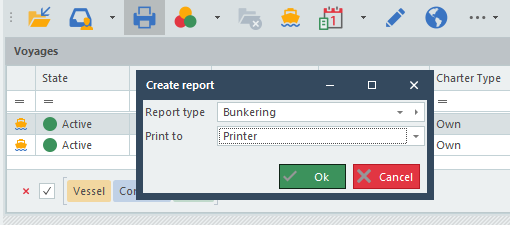 1
Voyages
State
Charter Type
Create report
Report type Bunkering
Print to Printer
Active Own
Active Own
Ok Cancel
Vessel